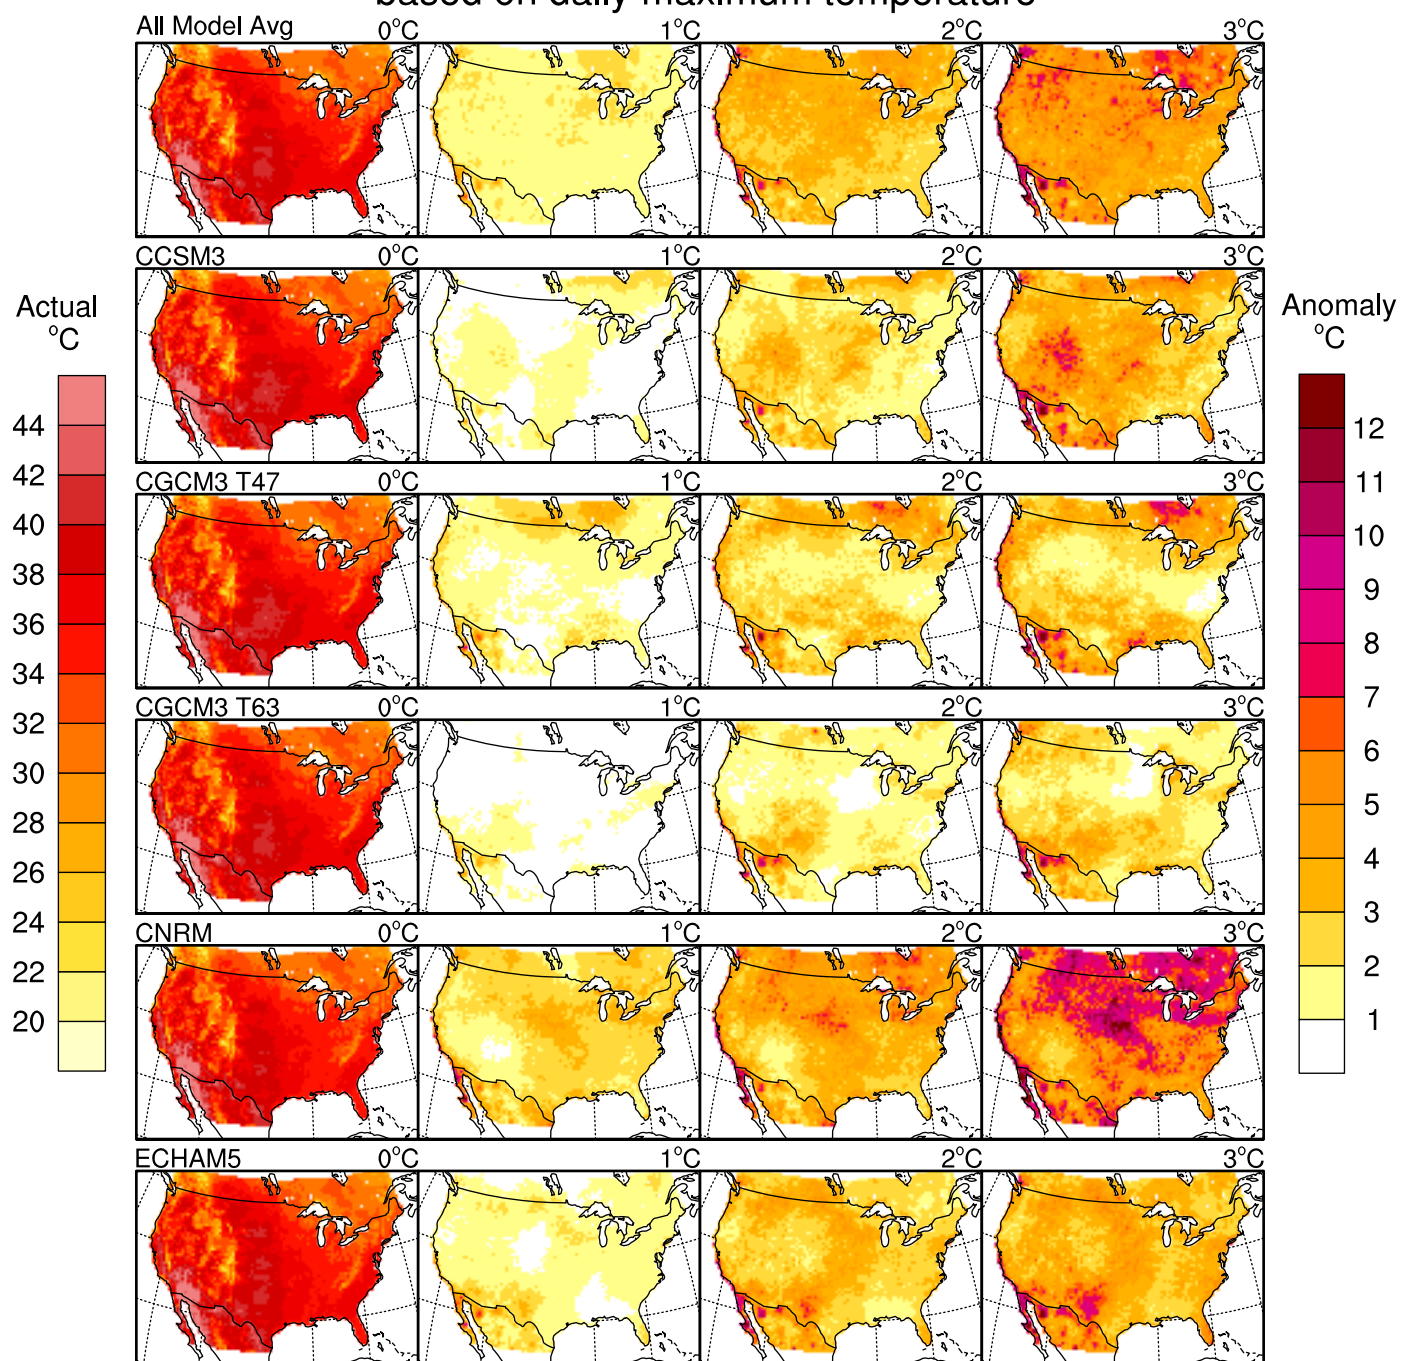 based on daily maximum temperature
All Model Avg 0°C 1°C 2°C 3°C
CCSM3 0°C 1°C 2°C 3°C
Actual
°C
44
42
40
38
36
34
32
30
28
26
24
22
20
Anomaly
°C
12
11
10
9
8
7
6
5
4
3
2
1
CGCM3 T47 0°C 1°C 2°C 3°C
CGCM3 T63 0°C 1°C 2°C 3°C
CNRM 0°C 1°C 2°C 3°C
ECHAM5 0°C 1°C 2°C 3°C